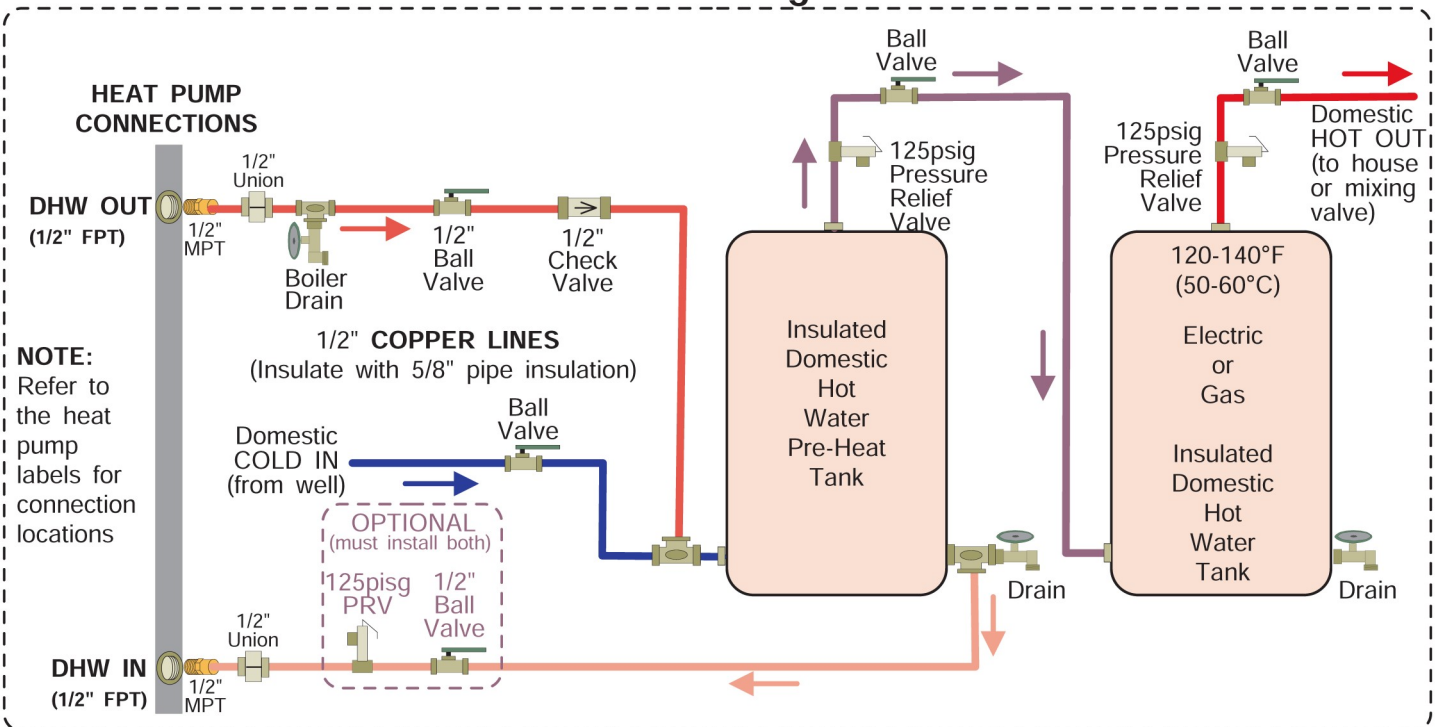 HEAT PUMP
CONNECTIONS
DHW OUT
(1/2" FPT)
1/2"
MPT
1/2"
Union
Boiler
Drain
1/2"
Ball
Valve
1/2"
Check
Valve
1/2" COPPER LINES
(Insulate with 5/8" pipe insulation)
NOTE:
Refer to
the heat
pump
labels for
connection
locations
Domestic
COLD IN
(from well)
Ball
Valve
OPTIONAL
(must install both)
125pisg
PRV
1/2"
Ball
Valve
1/2"
Union
DHW IN
(1/2" FPT)
1/2"
MPT
Ball
Valve
125psig
Pressure
Relief
Valve
Insulated
Domestic
Hot
Water
Pre-Heat
Tank
Drain
Ball
Valve
125psig
Pressure
Relief
Valve
Domestic
HOT OUT
(to house
or mixing
valve)
120-140°F
(50-60°C)
Electric
or
Gas
Insulated
Domestic
Hot
Water
Tank
Drain